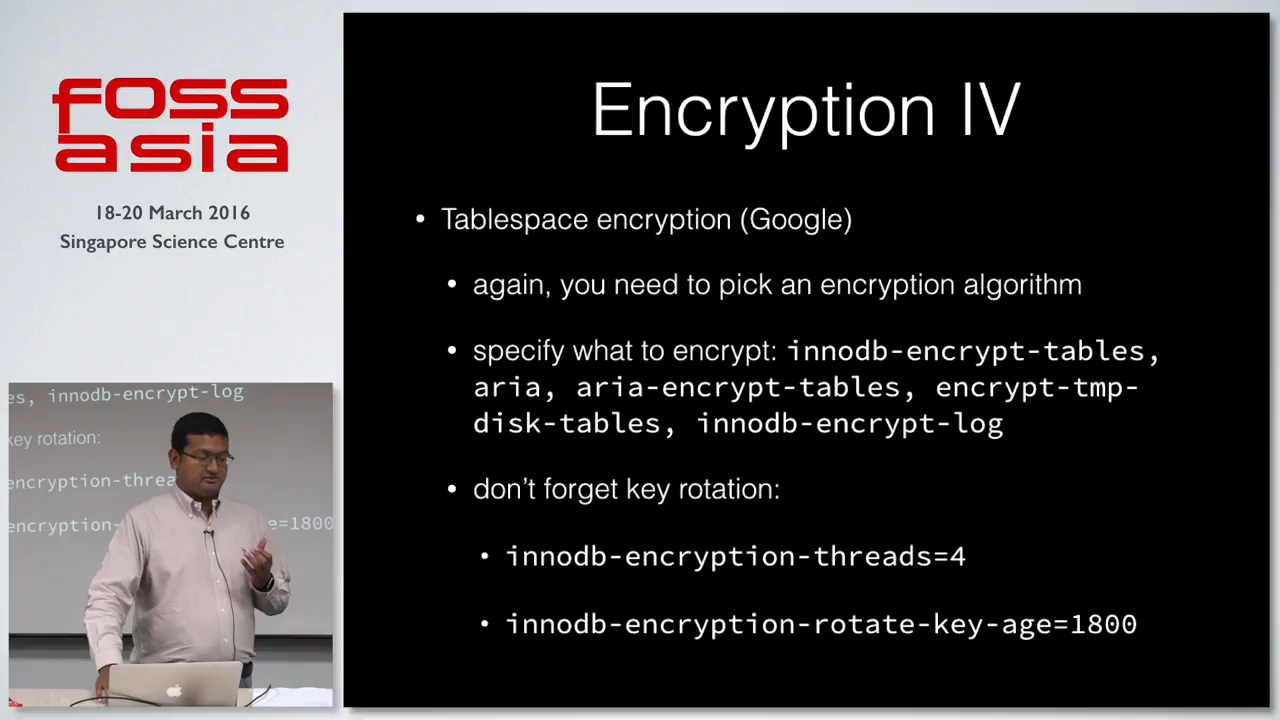 foss
asia
18-20 March 2016
Singapore Science Centre
Encryption IV
• Tablespace encryption (Google)
• again, you need to pick an encryption algorithm
• specify what to encrypt: innodb-encrypt-tables,
aria, aria-encrypt-tables, encrypt-tmp-
disk-tables, innodb-encrypt-log
• don't forget key rotation:
• innodb-encryption-threads=4
• innodb-encryption-rotate-key-age=1800
es, innodb-encrypt-log
key rotation:
encryption-threa
encryption-
e=1800